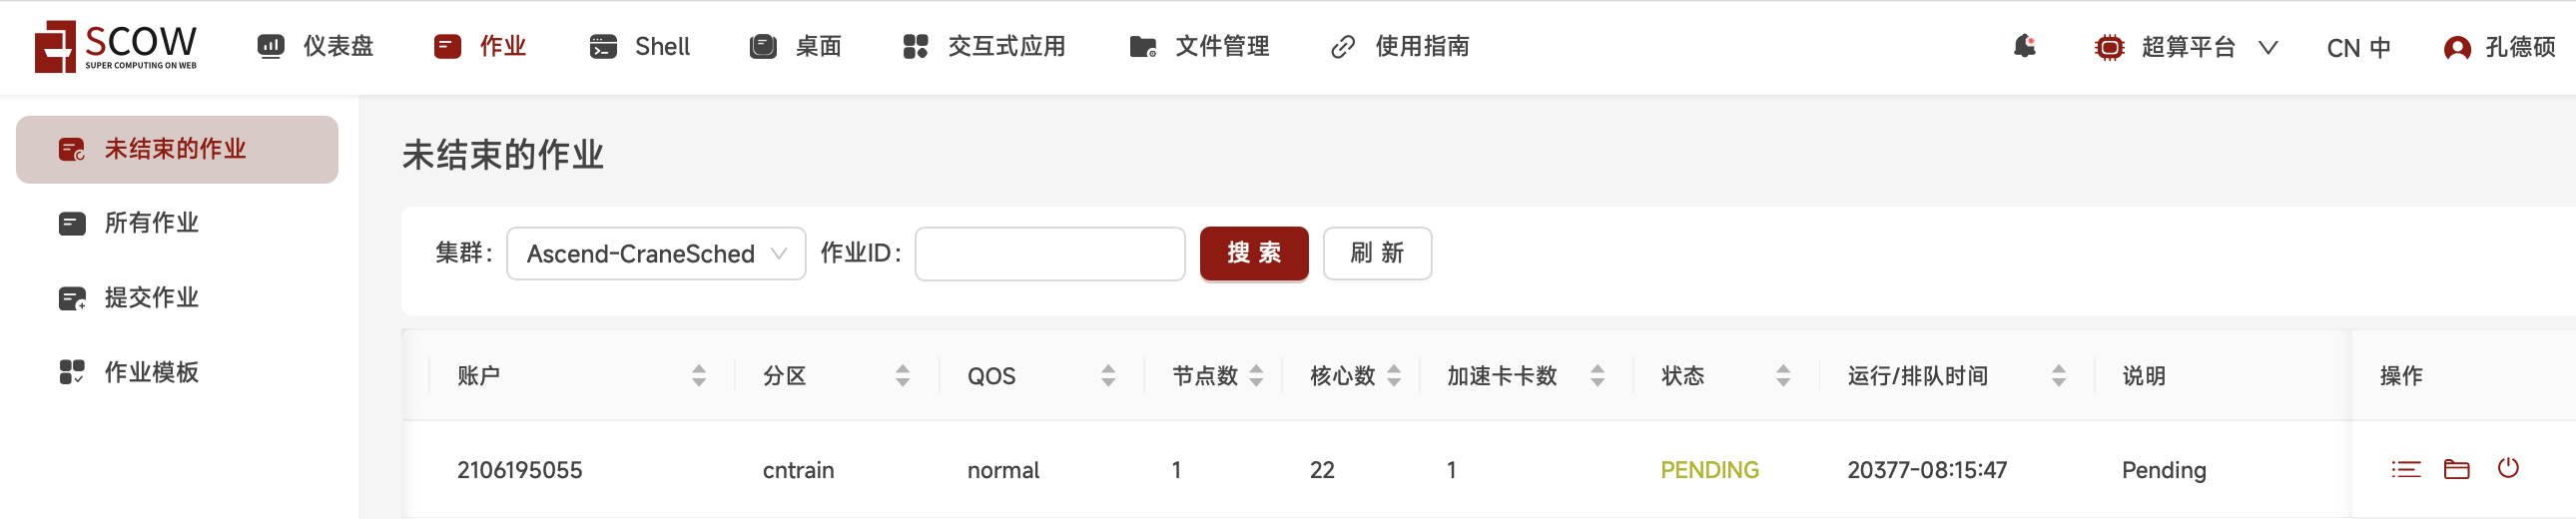 SCOW
SUPER COMPUTING ON WEB
仪表盘 作业 Shell 桌面 交互式应用 文件管理 使用指南 超算平台 CN 中 孔德硕
未结束的作业
所有作业
提交作业
作业模板
未结束的作业
集群: Ascend-CraneSched 作业ID: 搜 索 刷 新
账户 分区 QOS 节点数 核心数 加速卡卡数 状态 运行/排队时间 说明 操作
2106195055 cntrain normal 1 22 1 PENDING 20377-08:15:47 Pending